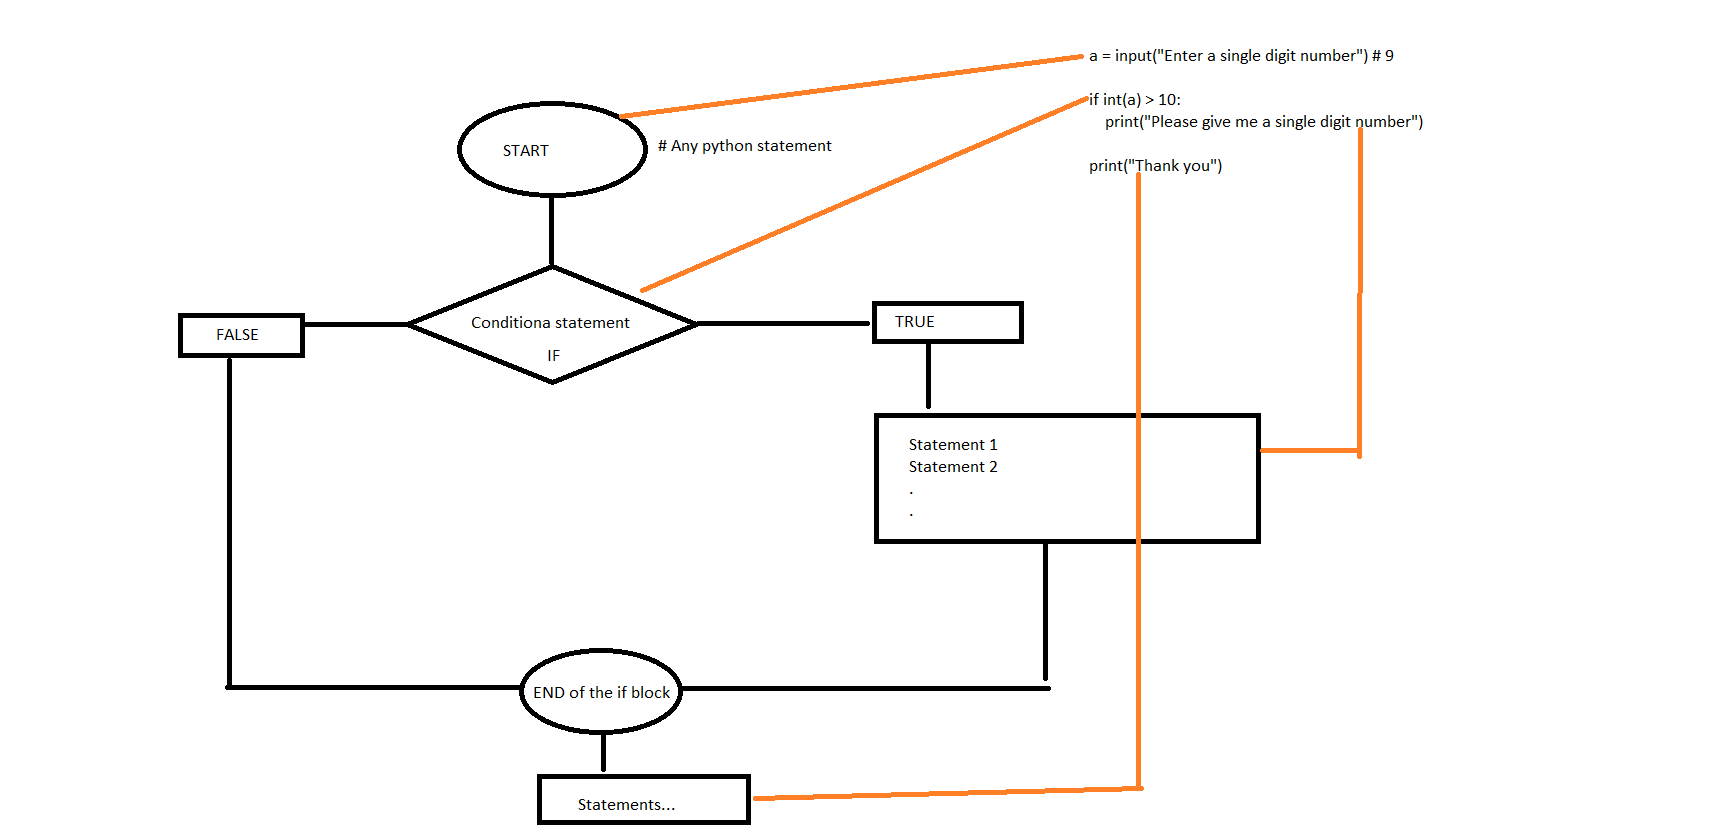 a = input("Enter a single digit number") # 9
if int(a) > 10:
print("Please give me a single digit number")
print("Thank you")
START
# Any python statement
Conditiona statement
IF
FALSE
TRUE
Statement 1
Statement 2
.
.
END of the if block
Statements...